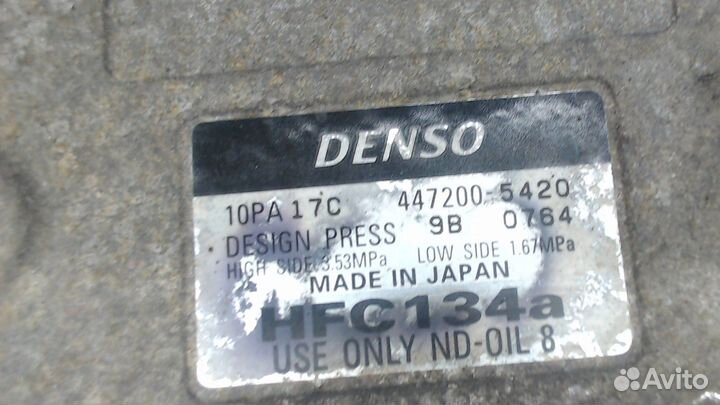 DENSO
10PA17C 447200-5420
DESIGN PRESS 9B 0764
HIGH SIDE 3.53MPa LOW SIDE 1.67MPa
MADE IN JAPAN
HFC134a
USE ONLY ND-OIL 8
Avito